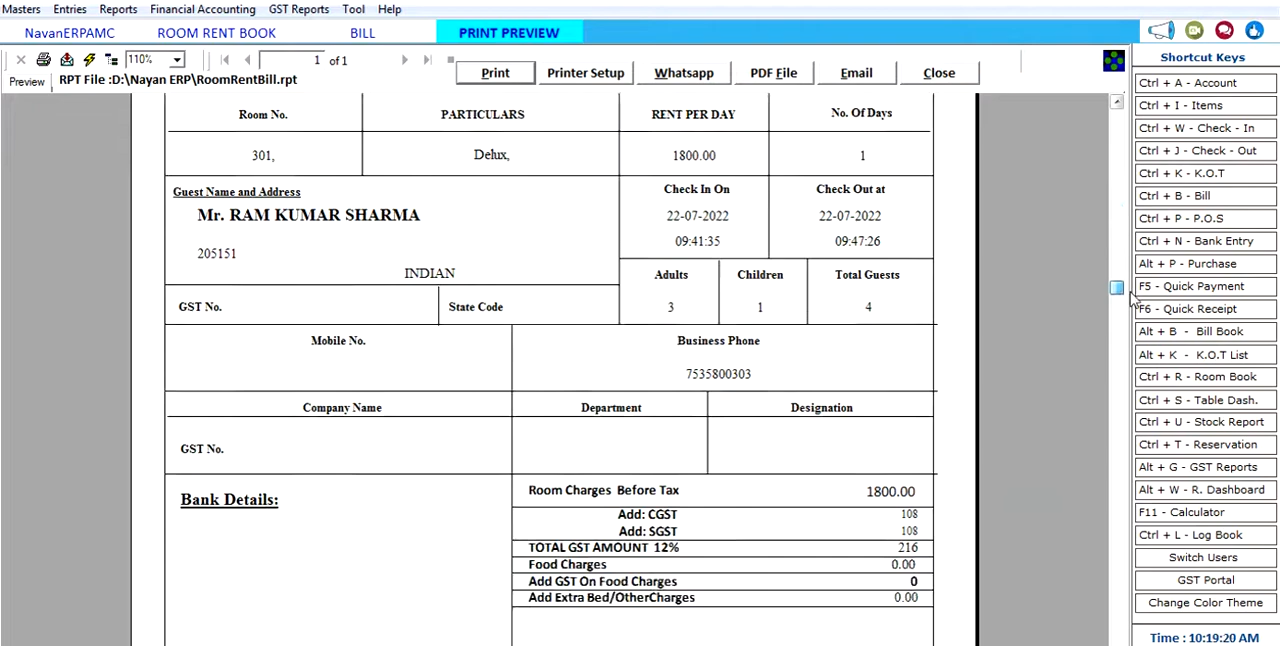 Masters Entries Reports Financial Accounting GST Reports Tool Help
NavanERPAMC ROOM RENT BOOK BILL PRINT PREVIEW
110% 1 of 1
Print Printer Setup Whatsapp PDF File Email Close
Preview RPT File :D:\Nayan ERP\RoomRentBill.rpt
Room No. PARTICULARS RENT PER DAY No. Of Days
301, Delux, 1800.00 1
Guest Name and Address Check In On Check Out at
Mr. RAM KUMAR SHARMA 22-07-2022 22-07-2022
09:41:35 09:47:26
205151
INDIAN Adults Children Total Guests
GST No. State Code 3 1 4
Mobile No. Business Phone
7535800303
Company Name Department Designation
GST No.
Bank Details:
Room Charges Before Tax 1800.00
Add: CGST 108
Add: SGST 108
TOTAL GST AMOUNT 12% 216
Food Charges 0.00
Add GST On Food Charges 0
Add Extra Bed/OtherCharges 0.00
Shortcut Keys
Ctrl + A - Account
Ctrl + I - Items
Ctrl + W - Check - In
Ctrl + J - Check - Out
Ctrl + K - K.O.T
Ctrl + B - Bill
Ctrl + P - P.O.S
Ctrl + N - Bank Entry
Alt + P - Purchase
F5 - Quick Payment
F6 - Quick Receipt
Alt + B - Bill Book
Alt + K - K.O.T List
Ctrl + R - Room Book
Ctrl + S - Table Dash.
Ctrl + U - Stock Report
Ctrl + T - Reservation
Alt + G - GST Reports
Alt + W - R. Dashboard
F11 - Calculator
Ctrl + L - Log Book
Switch Users
GST Portal
Change Color Theme
Time : 10:19:20 AM